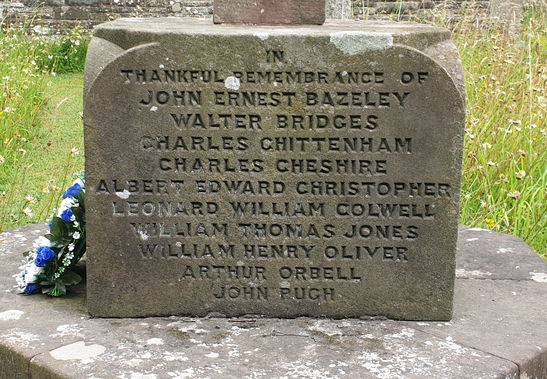 IN
THANKFUL REMEMBRANCE OF
JOHN ERNEST BAZELEY
WALTER BRIDGES
CHARLES CHITTENHAM
CHARLES CHESHIRE
ALBERT EDWARD CHRISTOPHER
LEONARD WILLIAM COLWELL
WILLIAM THOMAS JONES
WILLIAM HENRY OLIVER
ARTHUR ORBELL
JOHN PUGH